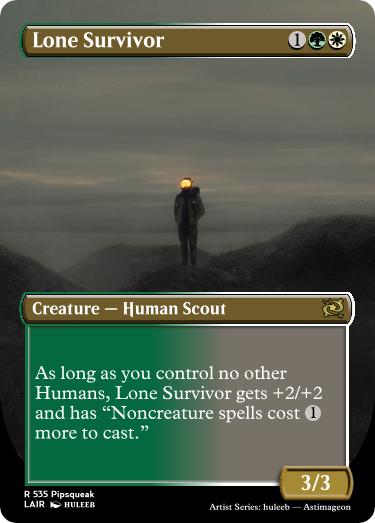 Lone Survivor 1
Creature — Human Scout
As long as you control no other
Humans, Lone Survivor gets +2/+2
and has “Noncreature spells cost 1
more to cast.”
3/3
R 535 Pipsqueak
LAIR HULEEB
Artist Series: huleeb — Astimageon